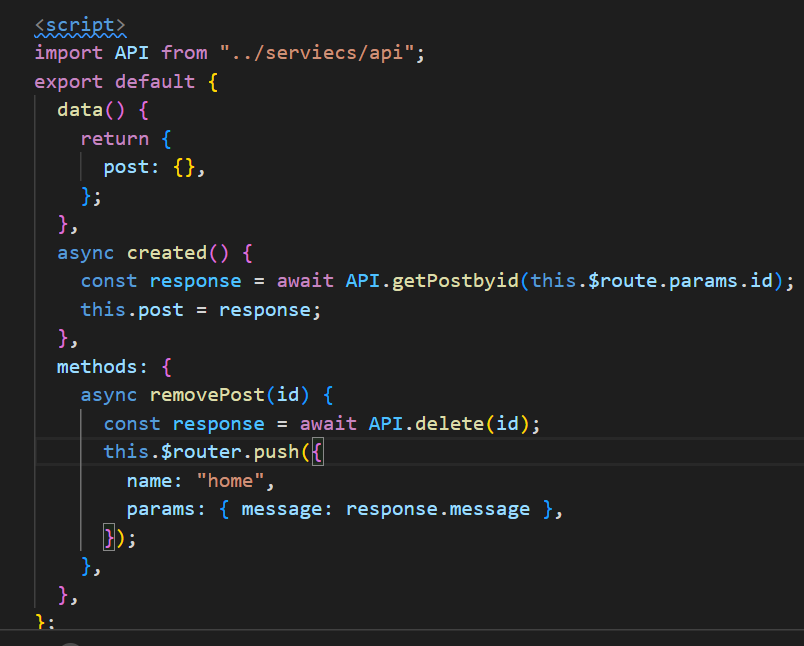 <script>
import API from "../serviecs/api";
export default {
  data() {
    return {
      post: {},
    };
  },
  async created() {
    const response = await API.getPostbyid(this.$route.params.id);
    this.post = response;
  },
  methods: {
    async removePost(id) {
      const response = await API.delete(id);
      this.$router.push({
        name: "home",
        params: { message: response.message },
      });
    },
  },
};